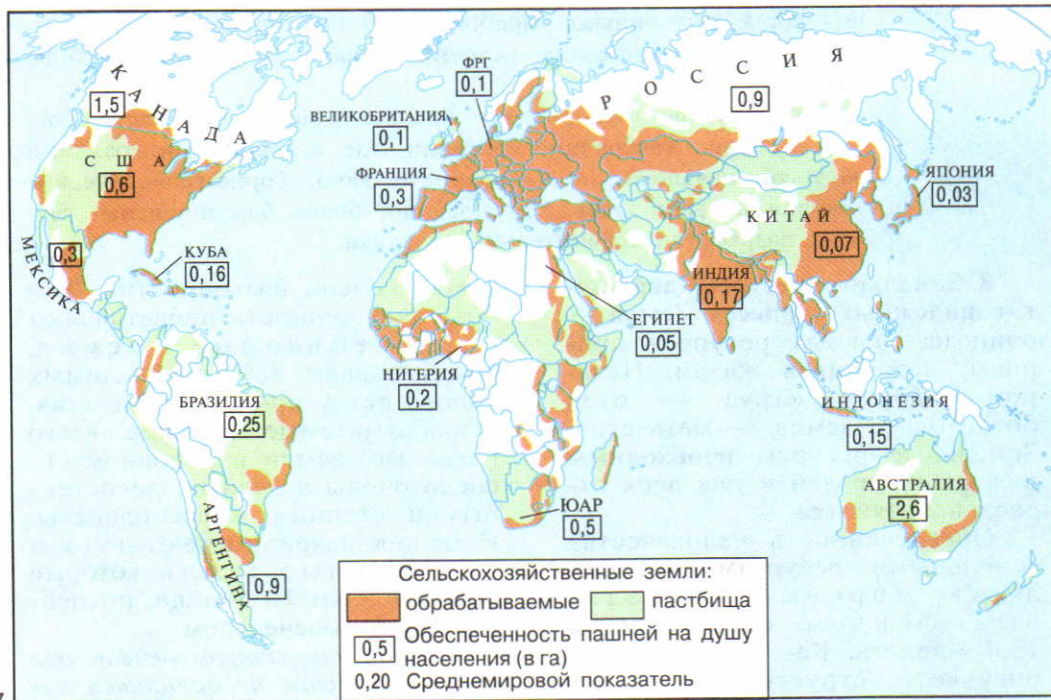 КАНАДА
1,5
США
0,6
МЕКСИКА
0,3
КУБА
0,16
БРАЗИЛИЯ
0,25
АРГЕНТИНА
0,9
ФРГ
0,1
ВЕЛИКОБРИТАНИЯ
0,1
ФРАНЦИЯ
0,3
РОССИЯ
0,9
ЯПОНИЯ
0,03
КИТАЙ
0,07
ИНДИЯ
0,17
ЕГИПЕТ
0,05
НИГЕРИЯ
0,2
ИНДОНЕЗИЯ
0,15
АВСТРАЛИЯ
2,6
ЮАР
0,5
Сельскохозяйственные земли:
обрабатываемые пастбища
0,5 Обеспеченность пашней на душу
населения (в га)
0,20 Среднемировой показатель